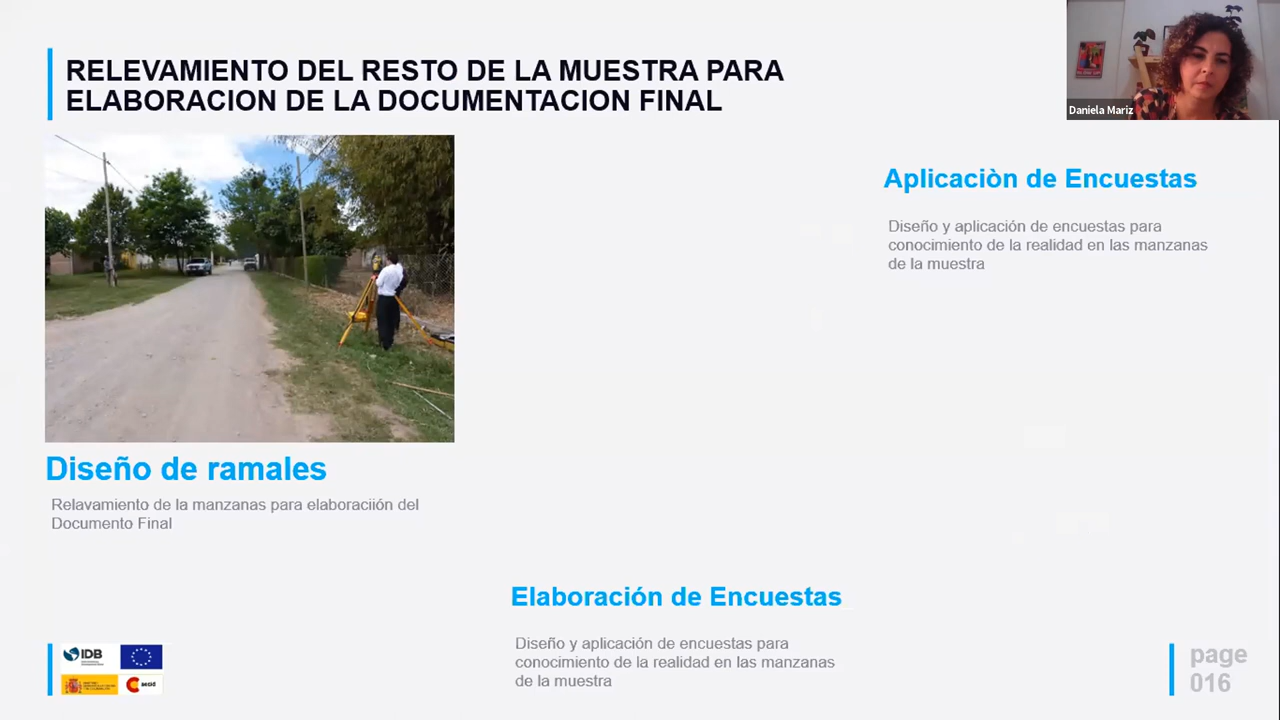 RELEVAMIENTO DEL RESTO DE LA MUESTRA PARA
ELABORACION DE LA DOCUMENTACION FINAL
Daniela Mariz
Aplicaciòn de Encuestas
Diseño y aplicación de encuestas para
conocimiento de la realidad en las manzanas
de la muestra
Diseño de ramales
Relavamiento de la manzanas para elaboraciión del
Documento Final
Elaboración de Encuestas
Diseño y aplicación de encuestas para
conocimiento de la realidad en las manzanas
de la muestra
IDB
aecid
page
016